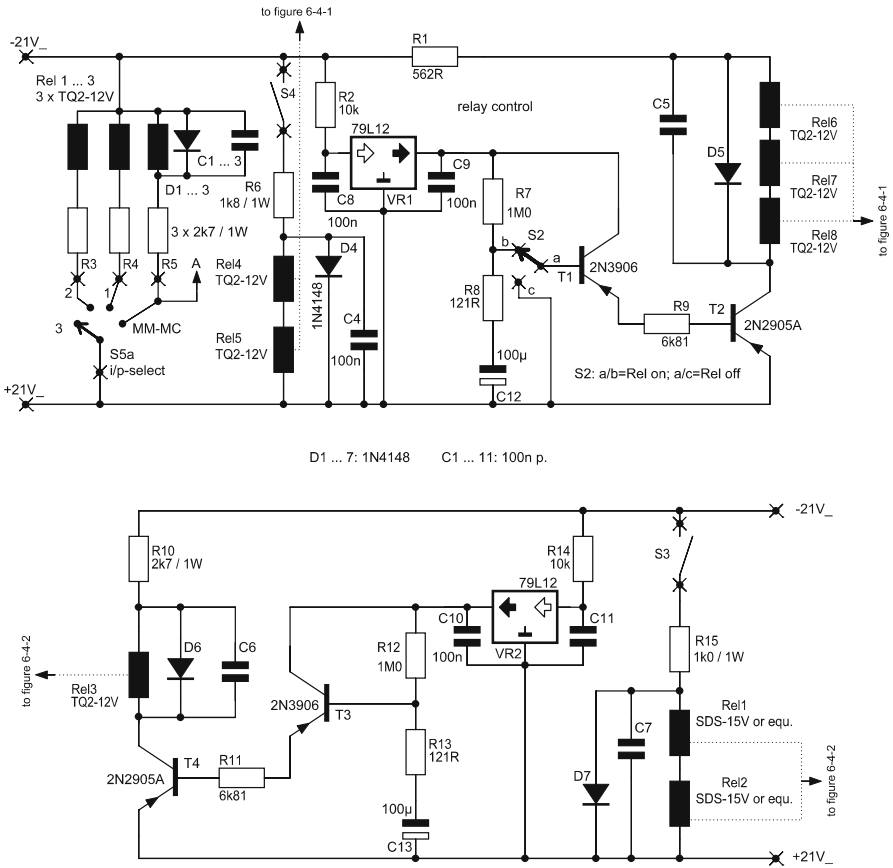 to figure 6-4-1
-21V_
R1
562R
Rel 1 ... 3
3 x TQ2-12V
S4
R2
10k
relay control
79L12
C5
Rel6
TQ2-12V
D5
C1 ... 3
D1 ... 3
R6
1k8 / 1W
C8
100n
VR1
C9
100n
R7
1M0
Rel7
TQ2-12V
to figure 6-4-1
3 x 2k7 / 1W
S2
b
a
c
Rel8
TQ2-12V
D4
1N4148
Rel4
TQ2-12V
T1
2N3906
R3
R4
R5
A
R8
121R
2
1
3
MM-MC
R9
6k81
T2
2N2905A
Rel5
TQ2-12V
C4
100n
S5a
i/p-select
100µ
C12
S2: a/b=Rel on; a/c=Rel off
+21V_
D1 ... 7: 1N4148
C1 ... 11: 100n p.
-21V_
R10
2k7 / 1W
R14
10k
S3
79L12
C10
100n
C11
VR2
R12
1M0
R15
1k0 / 1W
to figure 6-4-2
D6
C6
Rel3
TQ2-12V
2N3906
T3
Rel1
SDS-15V or equ.
C7
R13
121R
T4
2N2905A
R11
6k81
D7
Rel2
SDS-15V or equ.
to figure 6-4-2
100µ
C13
+21V_